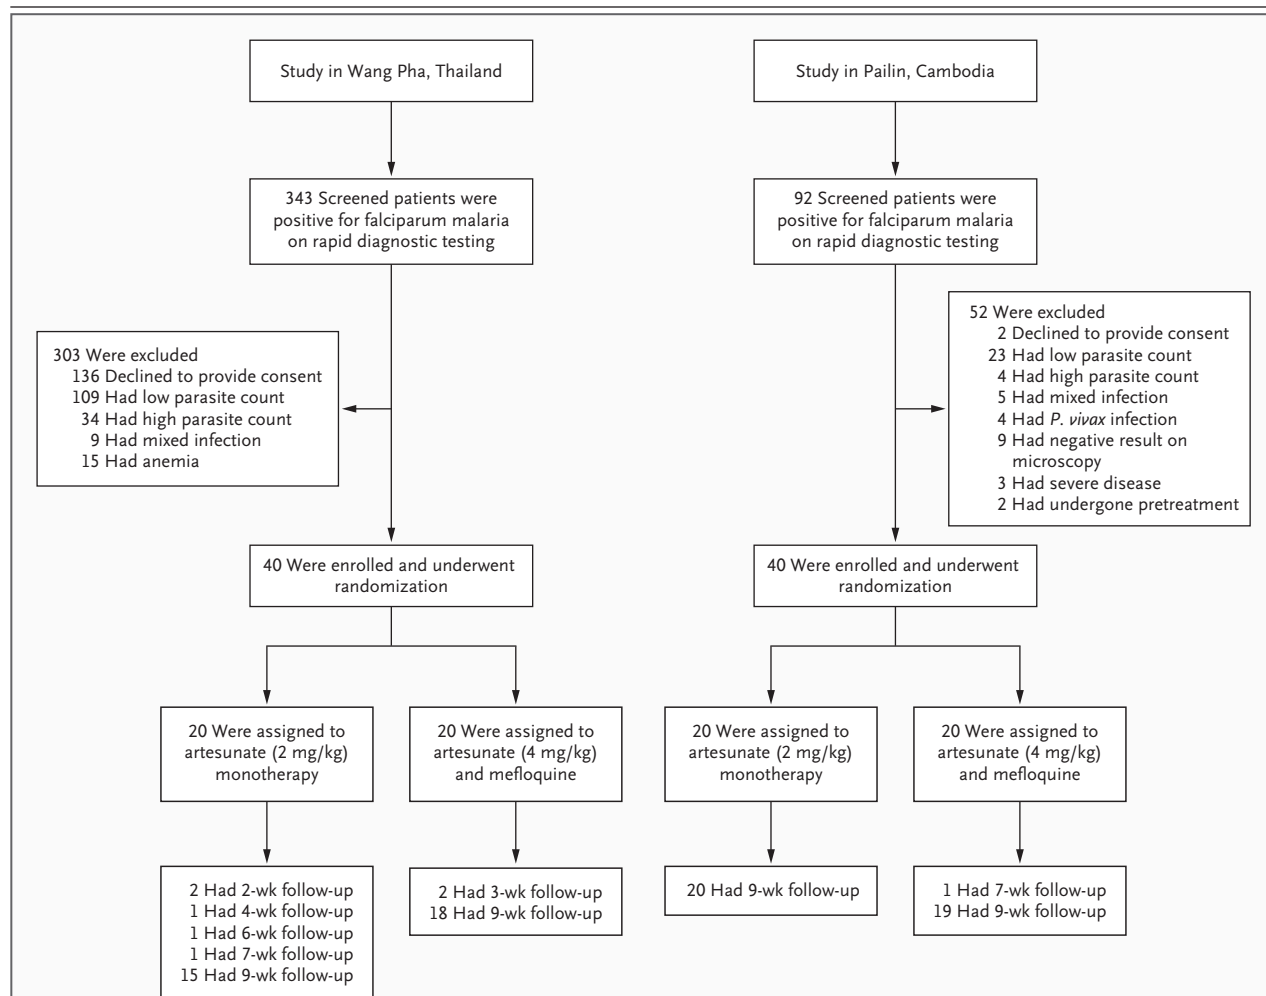 Study in Wang Pha, Thailand
343 Screened patients were
positive for falciparum malaria
on rapid diagnostic testing
303 Were excluded
136 Declined to provide consent
109 Had low parasite count
34 Had high parasite count
9 Had mixed infection
15 Had anemia
40 Were enrolled and underwent
randomization
20 Were assigned to
artesunate (2 mg/kg)
monotherapy
20 Were assigned to
artesunate (4 mg/kg)
and mefloquine
2 Had 2-wk follow-up
1 Had 4-wk follow-up
1 Had 6-wk follow-up
1 Had 7-wk follow-up
15 Had 9-wk follow-up
2 Had 3-wk follow-up
18 Had 9-wk follow-up
Study in Pailin, Cambodia
92 Screened patients were
positive for falciparum malaria
on rapid diagnostic testing
52 Were excluded
2 Declined to provide consent
23 Had low parasite count
4 Had high parasite count
5 Had mixed infection
4 Had P. vivax infection
9 Had negative result on
microscopy
3 Had severe disease
2 Had undergone pretreatment
40 Were enrolled and underwent
randomization
20 Were assigned to
artesunate (2 mg/kg)
monotherapy
20 Were assigned to
artesunate (4 mg/kg)
and mefloquine
20 Had 9-wk follow-up
1 Had 7-wk follow-up
19 Had 9-wk follow-up